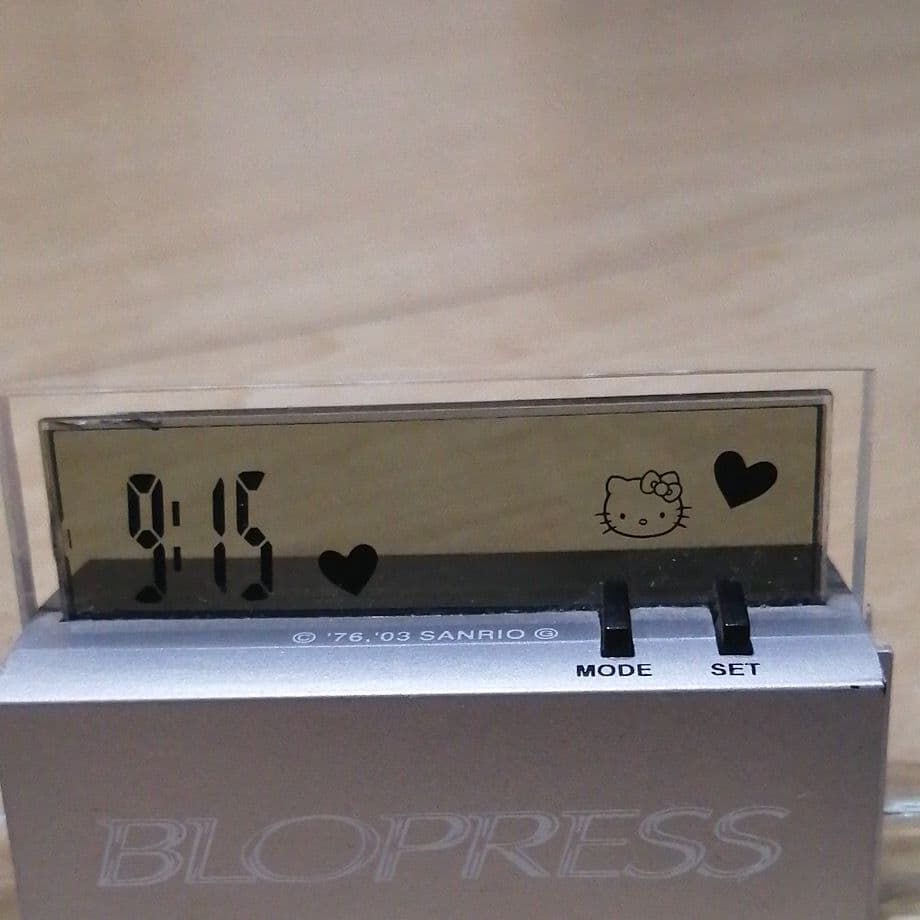 9:15
© '76,'03 SANRIO Ⓖ
MODE SET
BLOPRESS